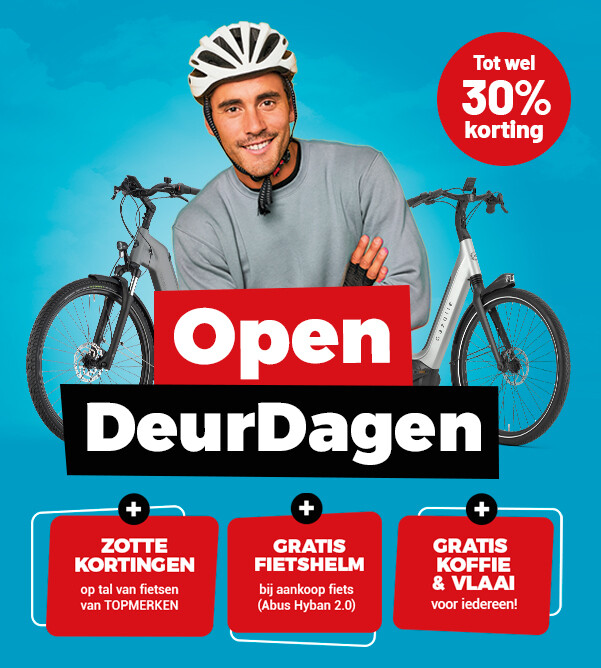 Tot wel
30%
korting
cazelle
Open
DeurDagen
ZOTTE
KORTINGEN
op tal van fietsen
van TOPMERKEN
GRATIS
FIETSHELM
bij aankoop fiets
(Abus Hyban 2.0)
GRATIS
KOFFIE
& VLAAI
voor iedereen!